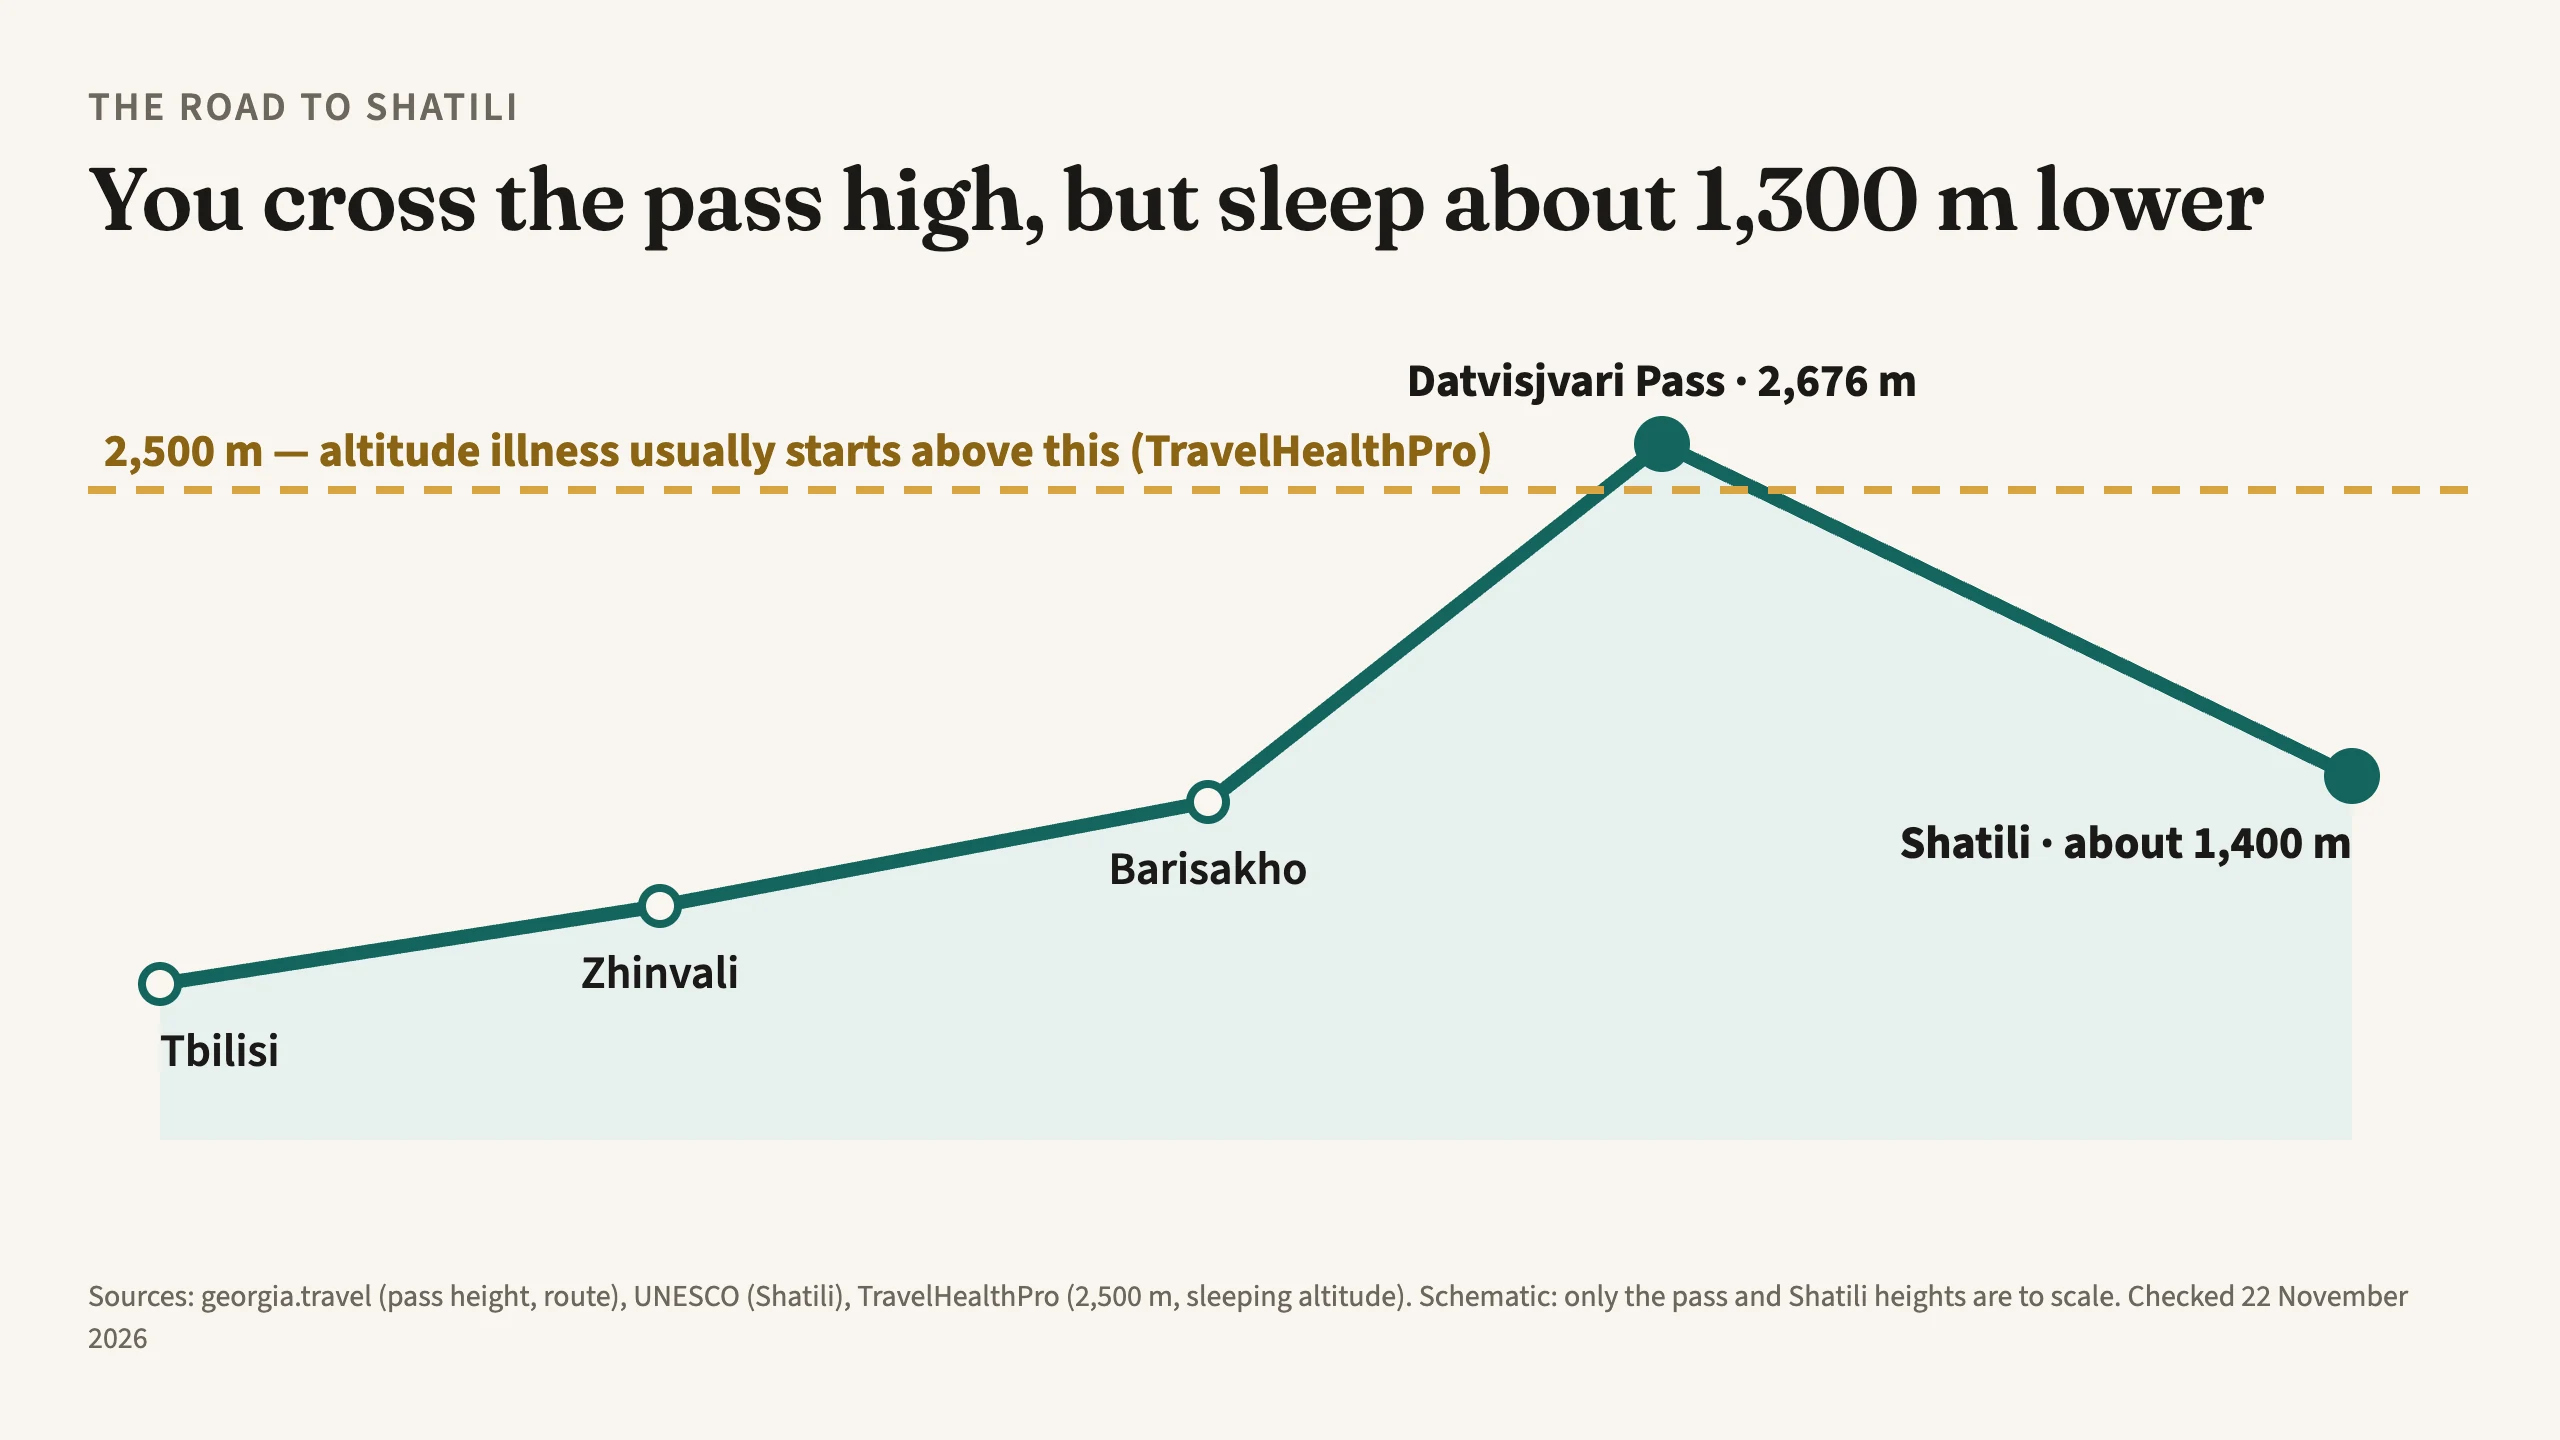 THE ROAD TO SHATILI
You cross the pass high, but sleep about 1,300 m lower
Datvisjvari Pass · 2,676 m
2,500 m — altitude illness usually starts above this (TravelHealthPro)
Shatili · about 1,400 m
Barisakho
Zhinvali
Tbilisi
Sources: georgia.travel (pass height, route), UNESCO (Shatili), TravelHealthPro (2,500 m, sleeping altitude). Schematic: only the pass and Shatili heights are to scale. Checked 22 November
2026